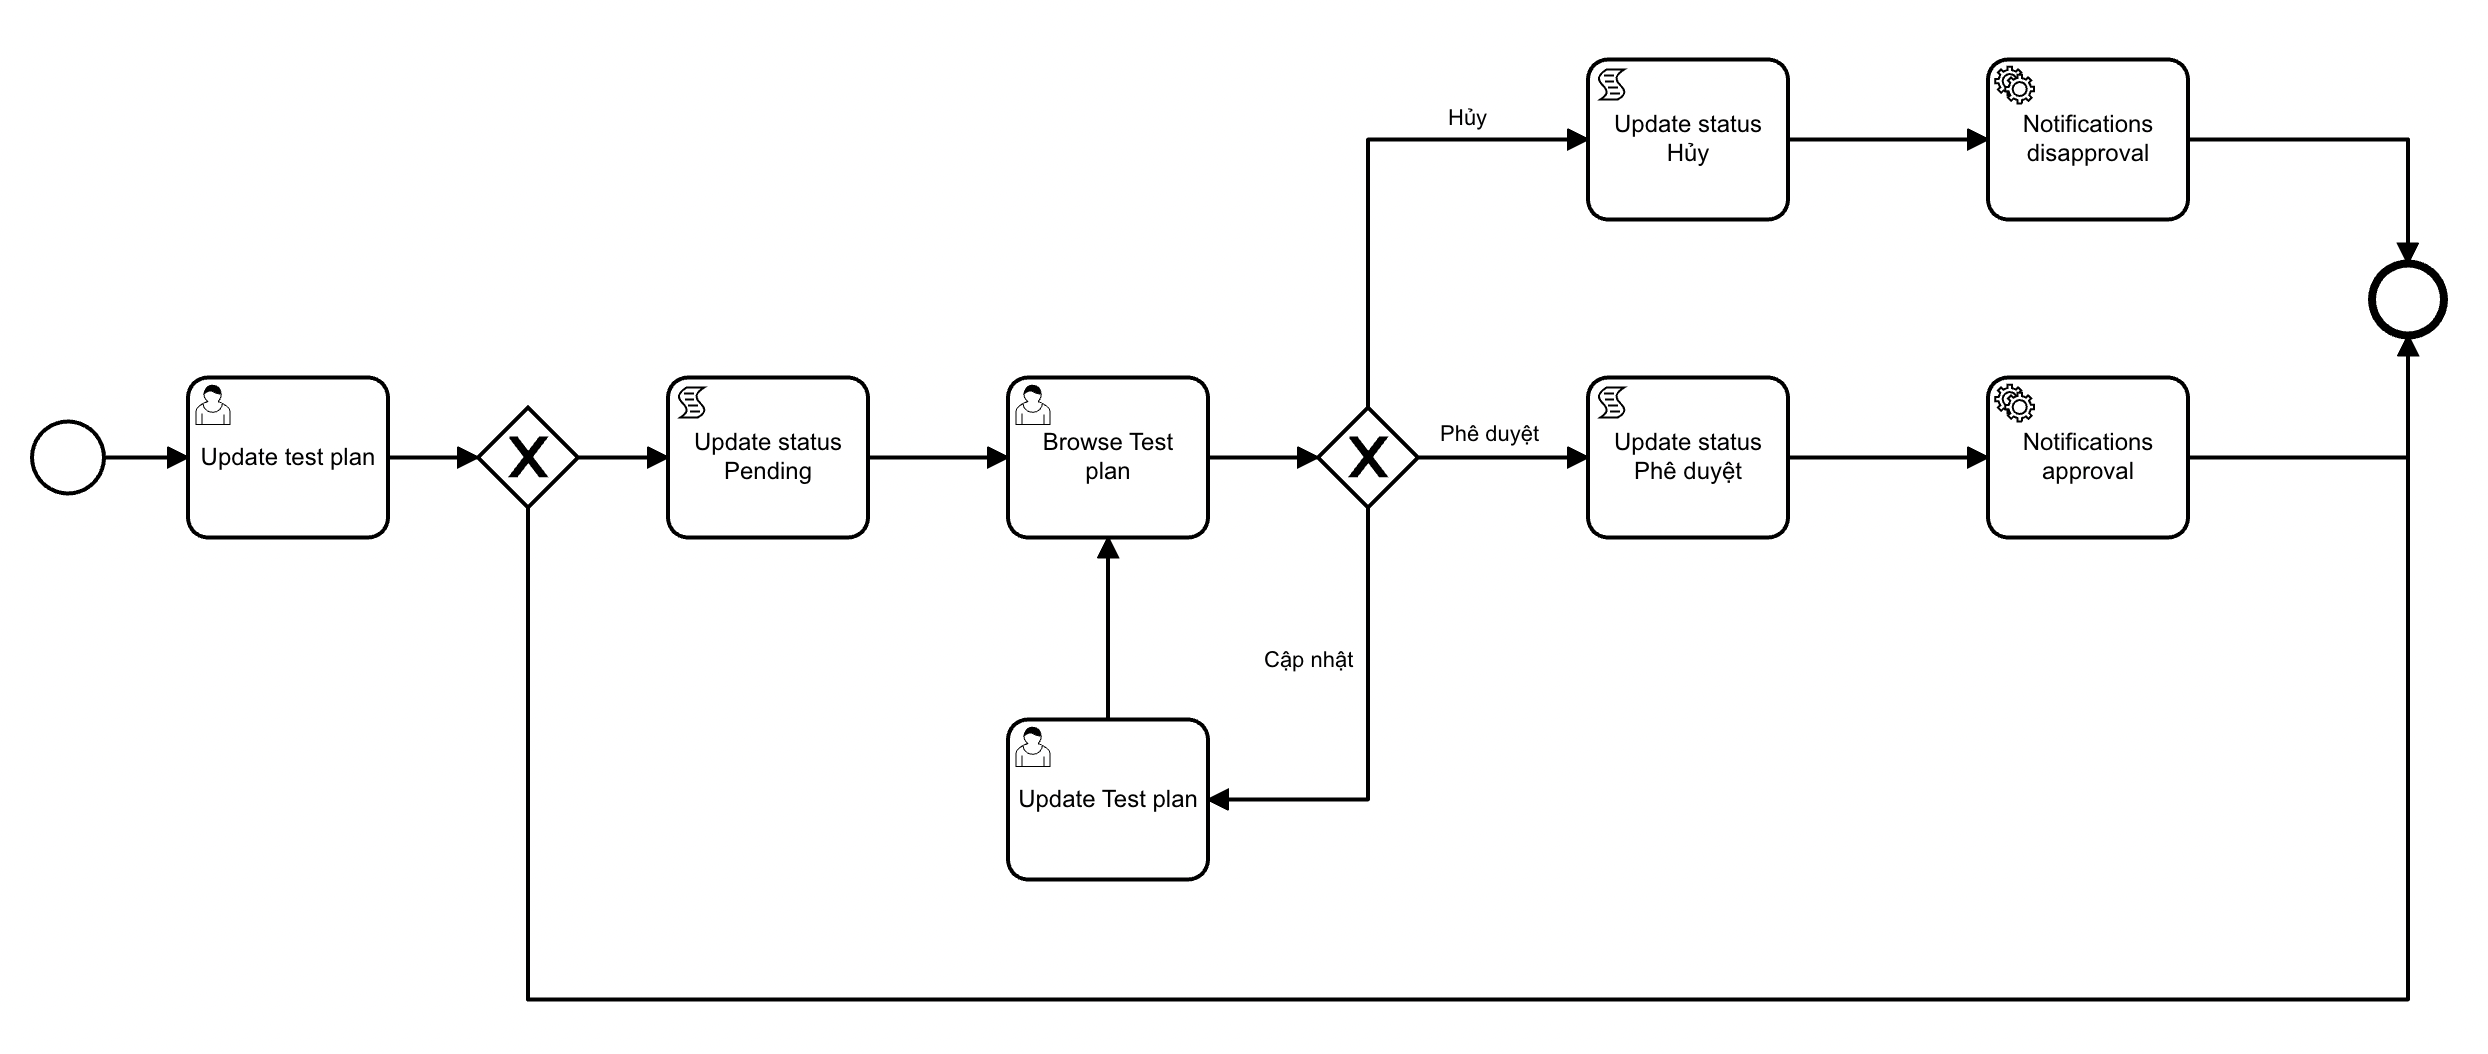 Hủy
Update status
Hủy
Notifications
disapproval
Update test plan
Update status
Pending
Browse Test
plan
Phê duyệt
Update status
Phê duyệt
Notifications
approval
Cập nhật
Update Test plan